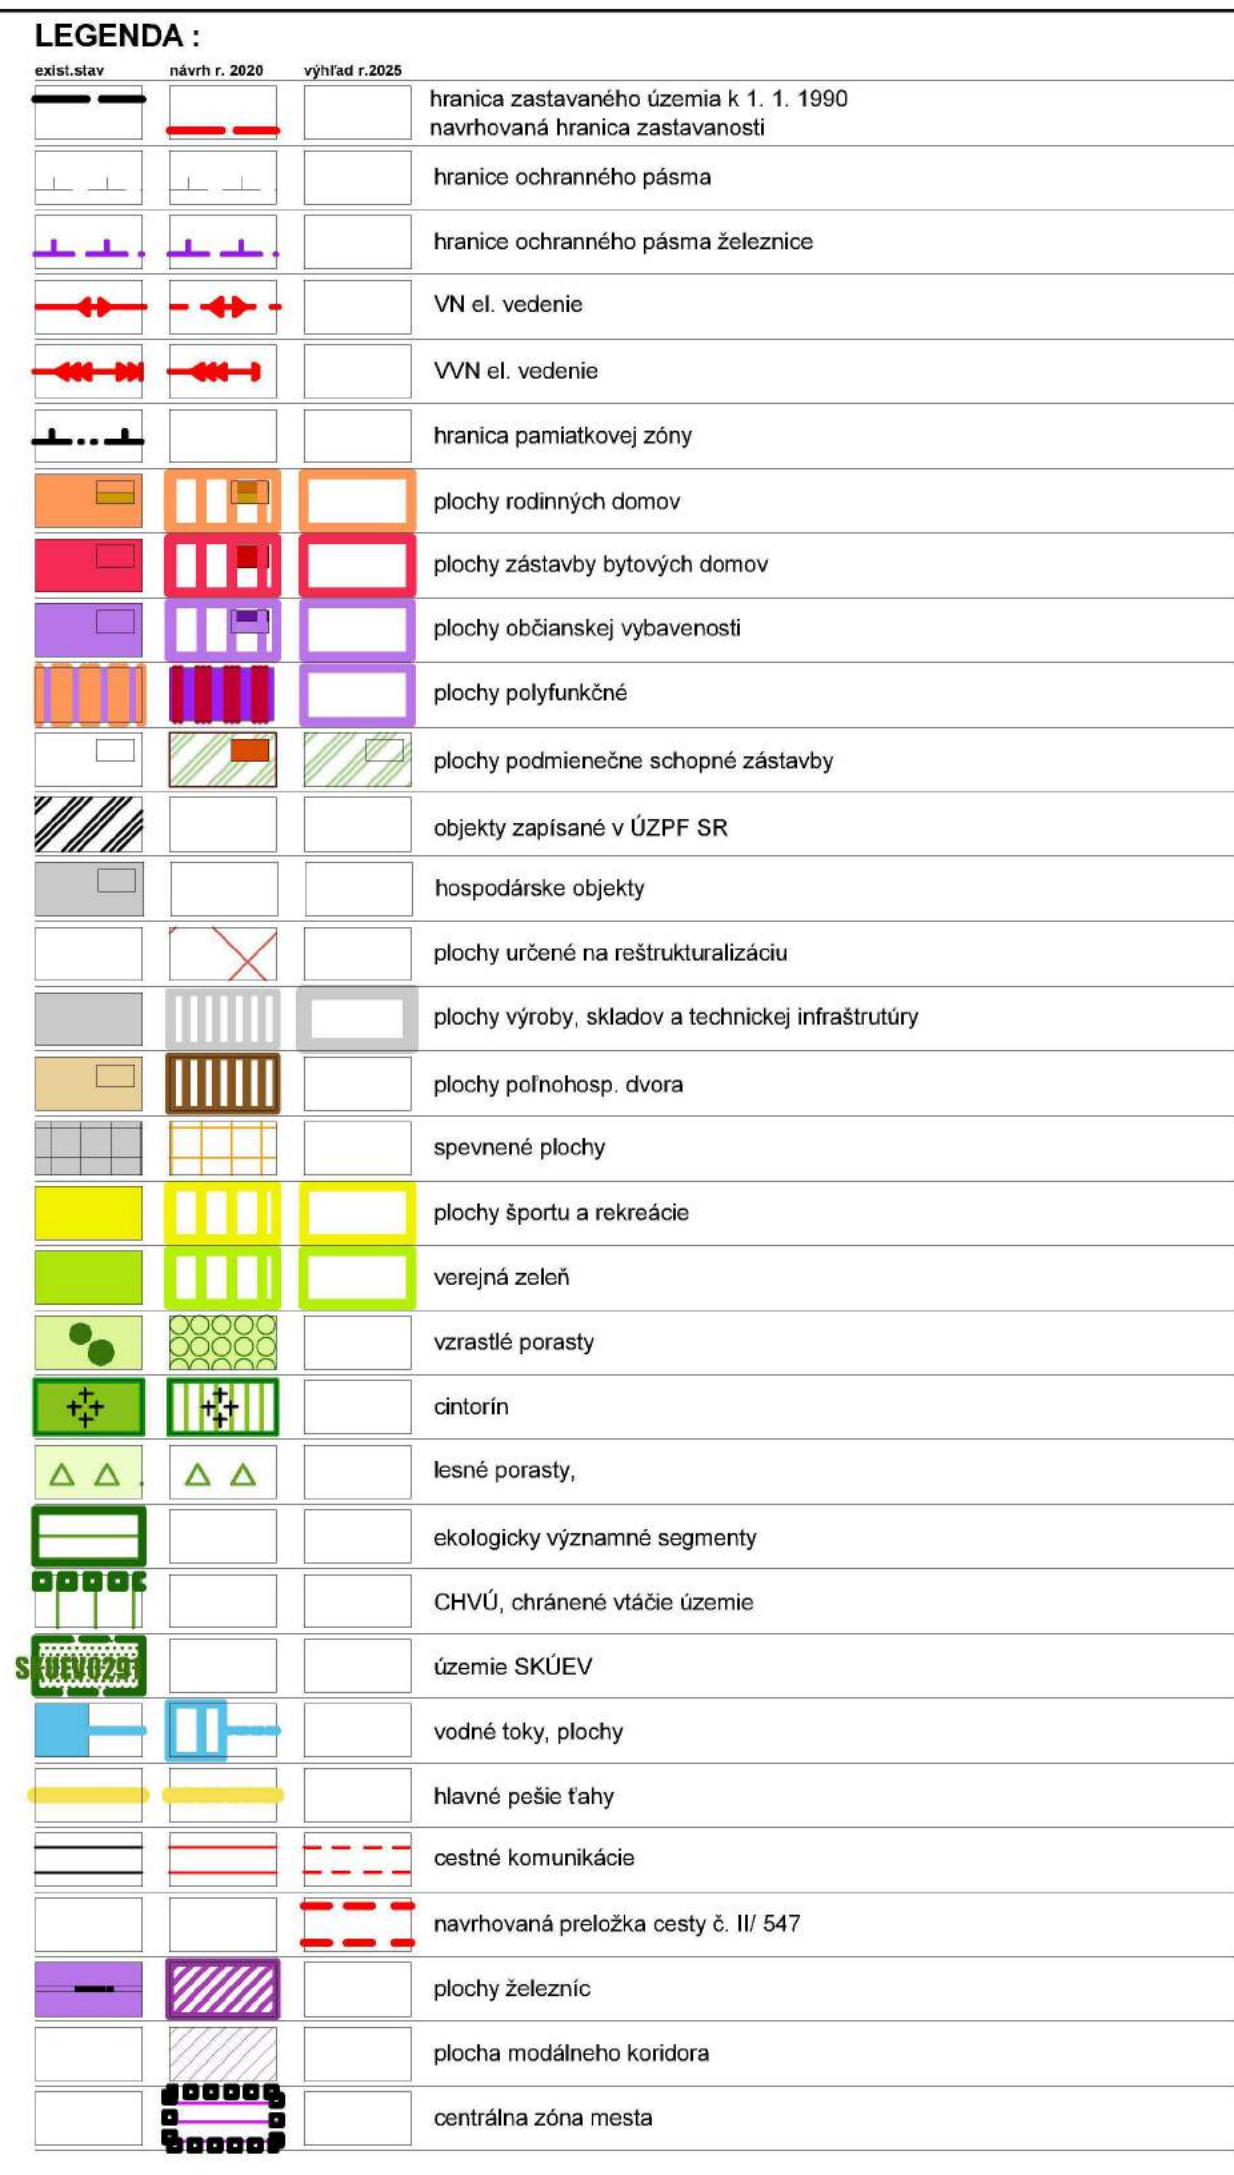 LEGENDA :
exist.stav návrh r. 2020 výhľad r.2025
hranica zastavaného územia k 1. 1. 1990
navrhovaná hranica zastavanosti
hranice ochranného pásma
hranice ochranného pásma železnice
VN el. vedenie
VVN el. vedenie
hranica pamiatkovej zóny
plochy rodinných domov
plochy zástavby bytových domov
plochy občianskej vybavenosti
plochy polyfunkčné
plochy podmienečne schopné zástavby
objekty zapísané v ÚZPF SR
hospodárske objekty
plochy určené na reštrukturalizáciu
plochy výroby, skladov a technickej infraštrutúry
plochy poľnohosp. dvora
spevnené plochy
plochy športu a rekreácie
verejná zeleň
vzrastlé porasty
cintorín
lesné porasty,
ekologicky významné segmenty
CHVÚ, chránené vtáčie územie
SKUEV0291
územie SKÚEV
vodné toky, plochy
hlavné pešie ťahy
cestné komunikácie
navrhovaná preložka cesty č. II/ 547
plochy železníc
plocha modálneho koridora
centrálna zóna mesta